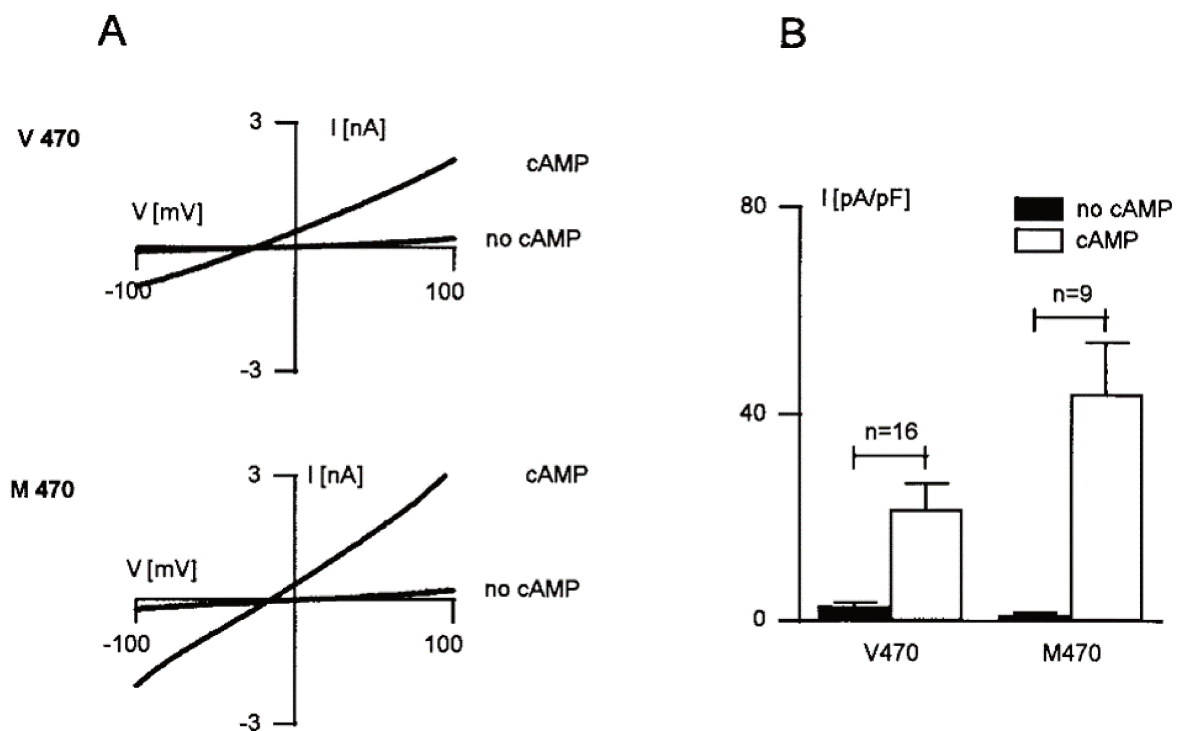 A
V 470
3
I [nA]
cAMP
V [mV]
no cAMP
-100
100
-3
M 470
3
I [nA]
cAMP
V [mV]
no cAMP
-100
100
-3
B
80
I [pA/pF]
no cAMP
cAMP
n=9
40
n=16
0
V470
M470